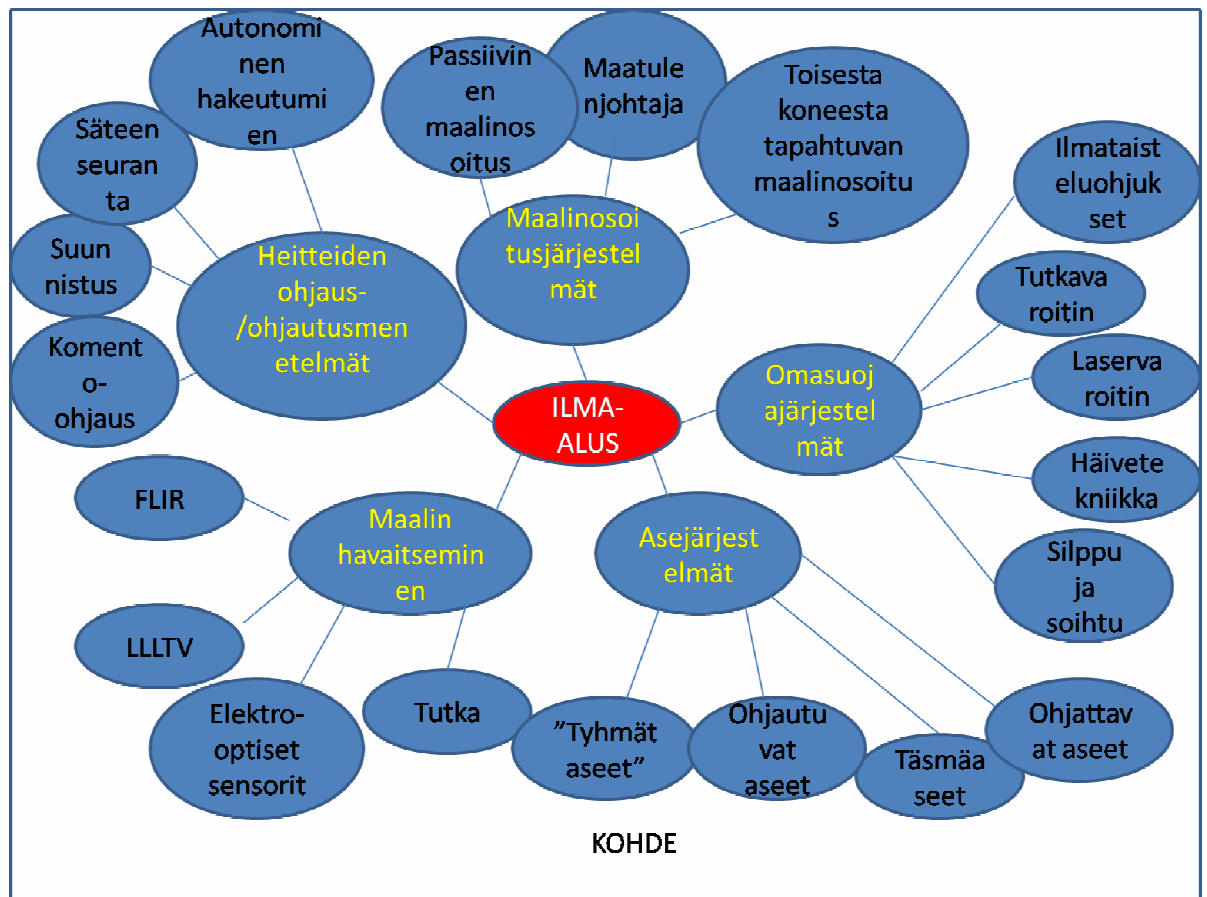 Autonomi
nen
hakeutumi
en
Passiivin
en
maalinos
oitus
Maatule
njohtaja
Toisesta
koneesta
tapahtuvan
maalinosoitu
s
Säteen
seuran
ta
Suun
nistus
Koment
o-
ohjaus
Heitteiden
ohjaus-
/ohjautusmen
etelmät
Maalinosoi
tusjärjestel
mät
Ilmataist
eluohjuk
set
Tutkava
roitin
Laserva
roitin
Häivete
kniikka
Silppu
ja
soihtu
Omasuoj
ajärjestel
mät
ILMA-
ALUS
FLIR
LLLTV
Elektro-
optiset
sensorit
Tutka
Maalin
havaitsemin
en
Asejärjest
elmät
”Tyhmät
aseet”
Ohjautu
vat
aseet
Täsmäa
seet
Ohjattav
at aseet
KOHDE